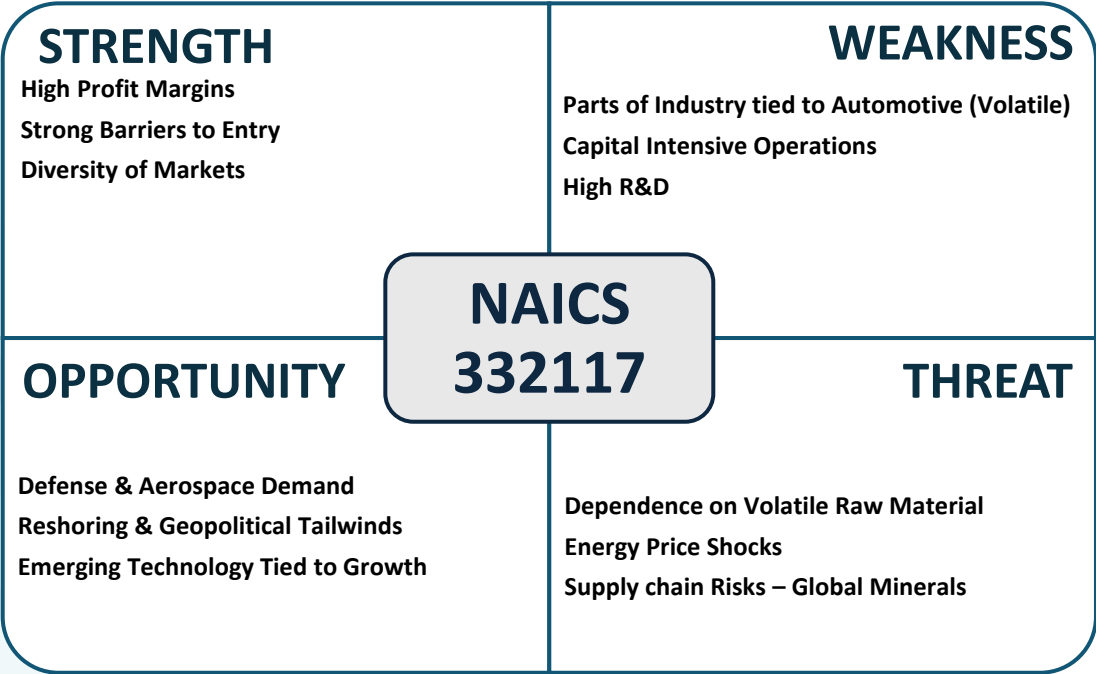 STRENGTH
High Profit Margins
Strong Barriers to Entry
Diversity of Markets
WEAKNESS
Parts of Industry tied to Automotive (Volatile)
Capital Intensive Operations
High R&D
NAICS
332117
OPPORTUNITY
Defense & Aerospace Demand
Reshoring & Geopolitical Tailwinds
Emerging Technology Tied to Growth
THREAT
Dependence on Volatile Raw Material
Energy Price Shocks
Supply chain Risks – Global Minerals